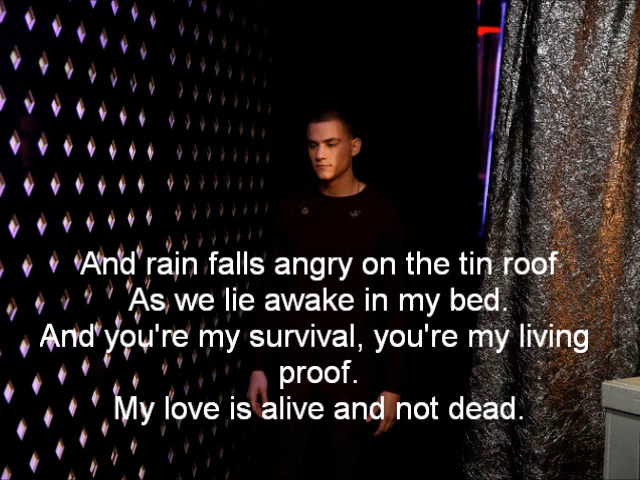 And rain falls angry on the tin roof
As we lie awake in my bed.
And you're my survival, you're my living
proof.
My love is alive and not dead.